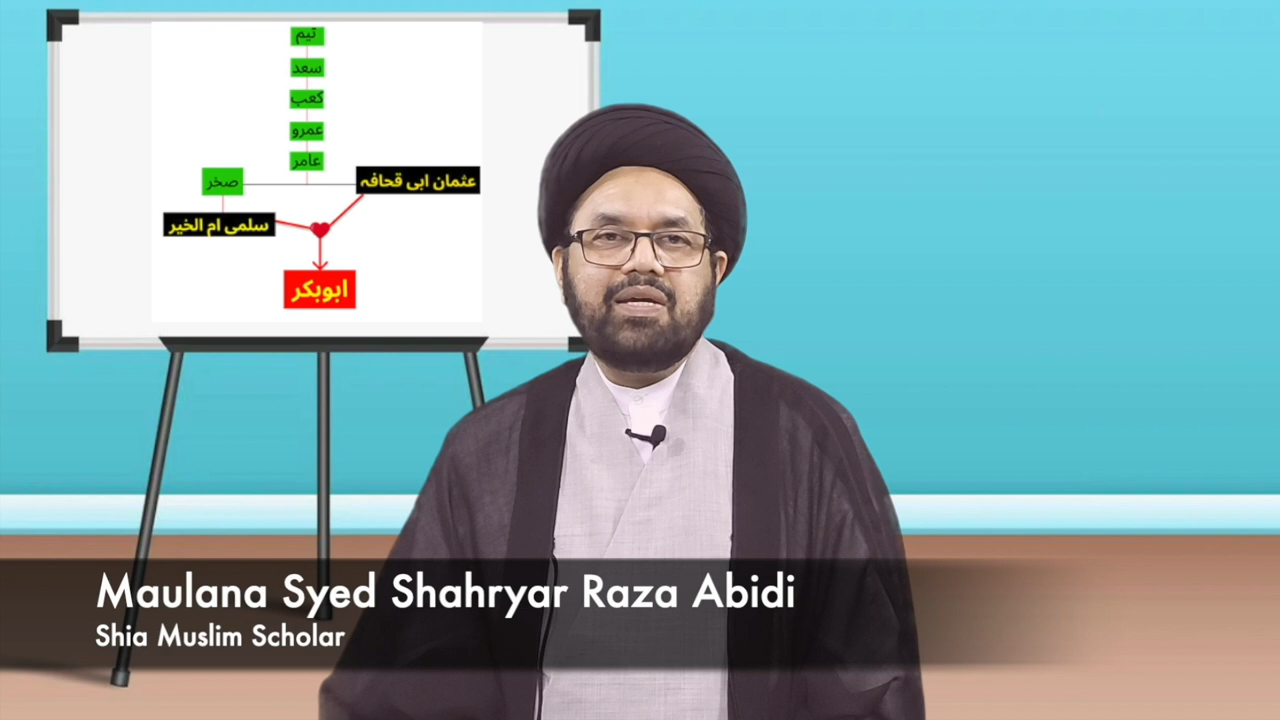 تیم
سعد
کعب
عمرو
عامر
صخر
عثمان ابی قحافہ
سلمی ام الخیر
ابوبکر
Maulana Syed Shahryar Raza Abidi
Shia Muslim Scholar